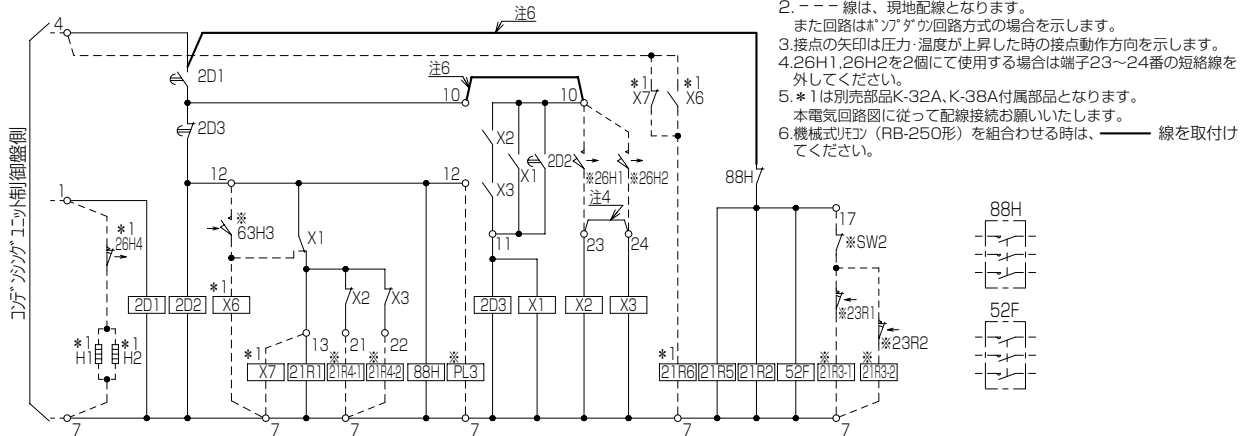 2. --- 線は、現地配線となります。
また回路はポンプダウン回路方式の場合を示します。
3.接点の矢印は圧力･温度が上昇した時の接点動作方向を示します。
4.26H1,26H2を2個にて使用する場合は端子23〜24番の短絡線を
外してください。
5.*1は別売部品K-32A、K-38A付属部品となります。
本電気回路図に従って配線接続お願いいたします。
6.機械式リモコン（RB-250形）を組合わせる時は、 線を取付け
てください。
コンデンシングユニット制御盤側
4
注6
2D1
注6
10
10
*1
X7
*1
X6
2D3
X2
X1
2D2
※26H1
※26H2
12
12
88H
1
X3
注4
17
※
63H3
X1
11
23
24
※SW2
*1
26H4
X2
X3
2D1
2D2
*1
X6
2D3
X1
X2
X3
※23R1
*1
H1
*1
H2
13
21
22
※23R2
*1
X7
21R1
※
21R4-1
※
21R4-2
88H
※
PL3
*1
21R6
21R5
21R2
52F
※
21R3-1
※
21R3-2
7
7
7
7
7
7
88H
52F